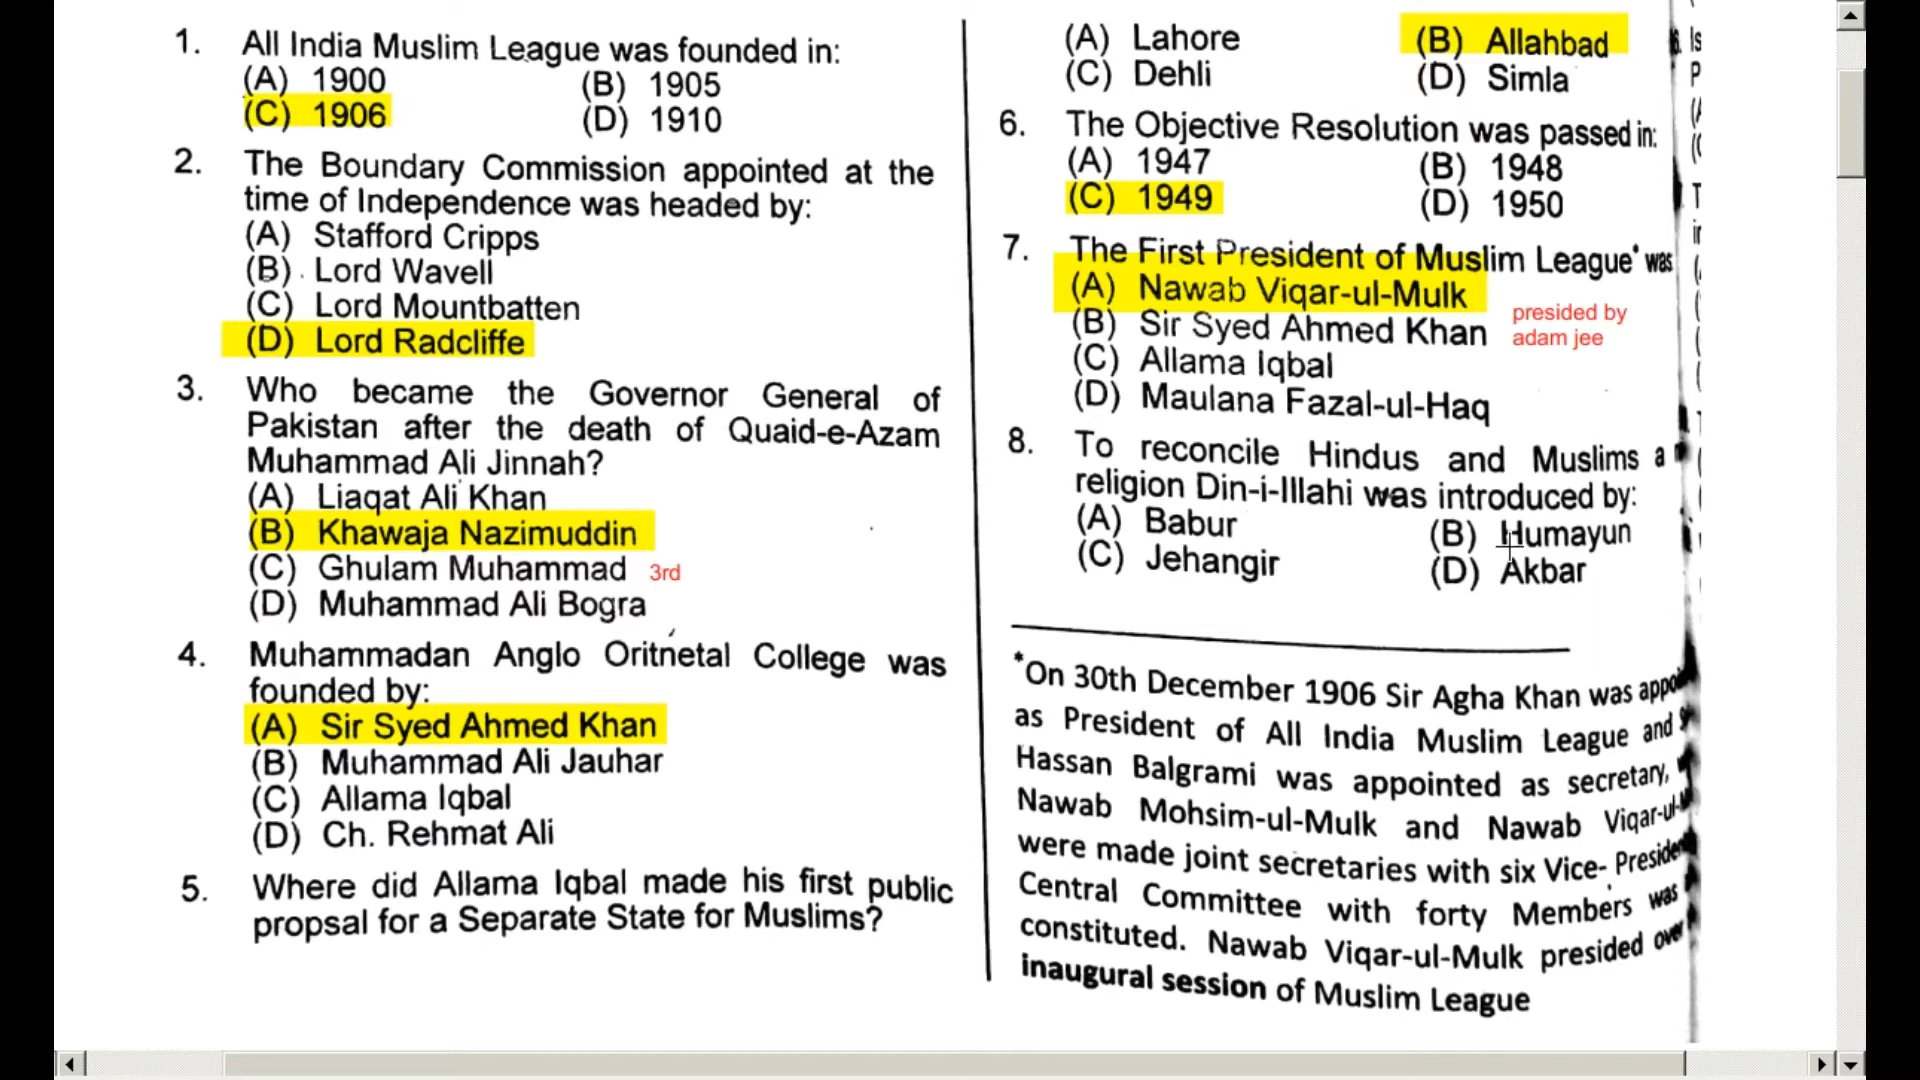 1. All India Muslim League was founded in:
(A) 1900 (B) 1905
(C) 1906 (D) 1910
2. The Boundary Commission appointed at the
time of Independence was headed by:
(A) Stafford Cripps
(B) Lord Wavell
(C) Lord Mountbatten
(D) Lord Radcliffe
3. Who became the Governor General of
Pakistan after the death of Quaid-e-Azam
Muhammad Ali Jinnah?
(A) Liaqat Ali Khan
(B) Khawaja Nazimuddin
(C) Ghulam Muhammad 3rd
(D) Muhammad Ali Bogra
4. Muhammadan Anglo Oritnetal College was
founded by:
(A) Sir Syed Ahmed Khan
(B) Muhammad Ali Jauhar
(C) Allama Iqbal
(D) Ch. Rehmat Ali
5. Where did Allama Iqbal made his first public
propsal for a Separate State for Muslims?
(A) Lahore (B) Allahbad
(C) Dehli (D) Simla
6. The Objective Resolution was passed in:
(A) 1947 (B) 1948
(C) 1949 (D) 1950
7. The First President of Muslim League* was
(A) Nawab Viqar-ul-Mulk
(B) Sir Syed Ahmed Khan
presided by
adam jee
(C) Allama Iqbal
(D) Maulana Fazal-ul-Haq
8. To reconcile Hindus and Muslims a
religion Din-i-Illahi was introduced by:
(A) Babur (B) Humayun
(C) Jehangir (D) Akbar
*On 30th December 1906 Sir Agha Khan was
as President of All India Muslim League and
Hassan Balgrami was appointed as secretary,
Nawab Mohsim-ul-Mulk and Nawab Viqar-ul-
were made joint secretaries with six Vice-
Central Committee with forty Members was
constituted. Nawab Viqar-ul-Mulk presided over
inaugural session of Muslim League